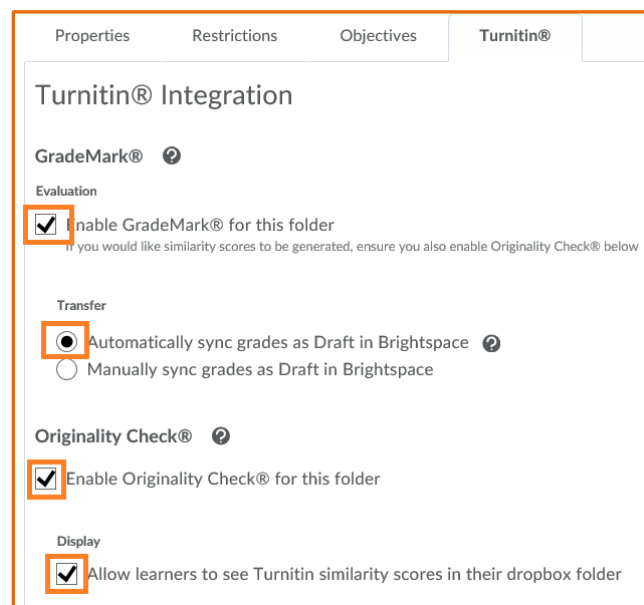 Properties Restrictions Objectives Turnitin®
Turnitin® Integration
GradeMark®
Evaluation
Enable GradeMark® for this folder
If you would like similarity scores to be generated, ensure you also enable Originality Check® below
Transfer
Automatically sync grades as Draft in Brightspace
Manually sync grades as Draft in Brightspace
Originality Check®
Enable Originality Check® for this folder
Display
Allow learners to see Turnitin similarity scores in their dropbox folder